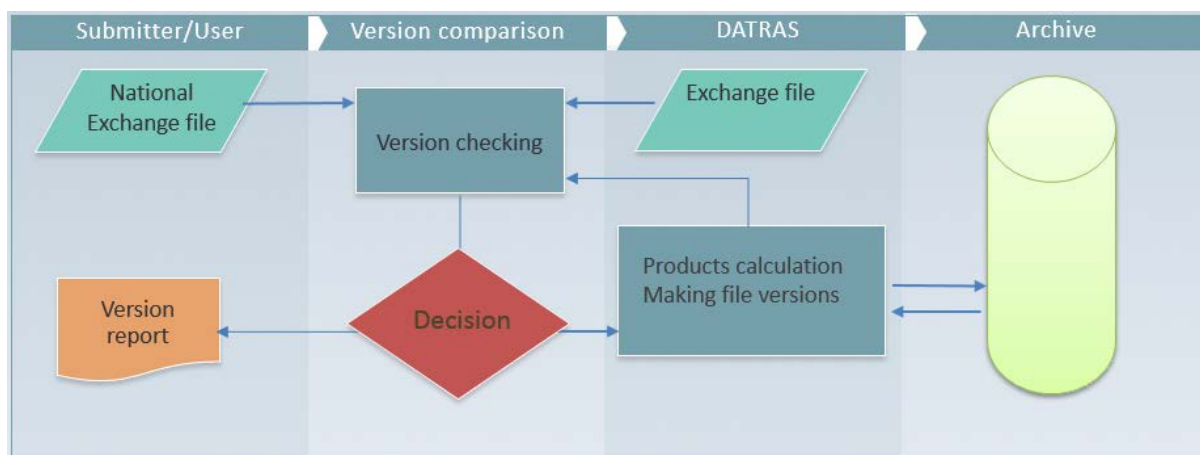 Submitter/User
Version comparison
DATRAS
Archive
National
Exchange file
Exchange file
Version checking
Products calculation
Making file versions
Version
report
Decision